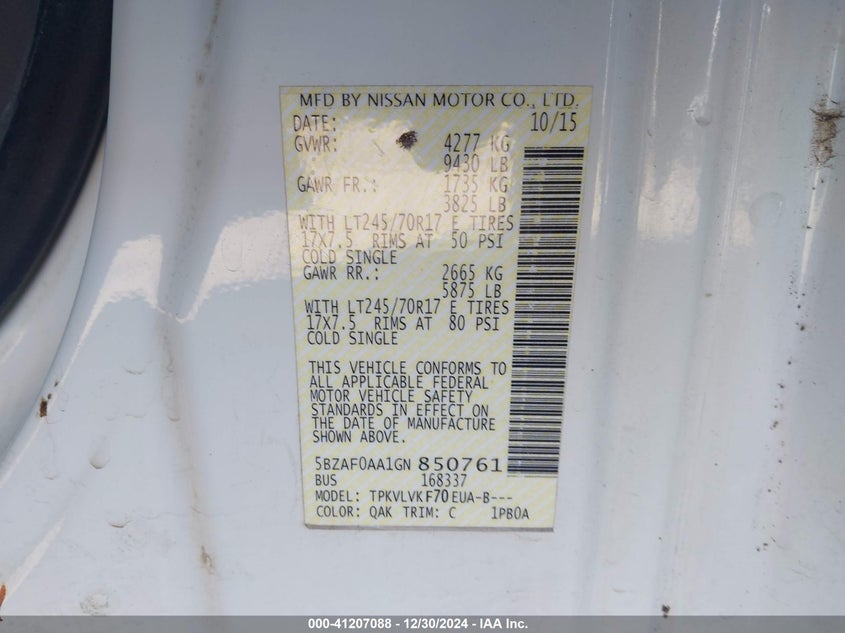 MFD BY NISSAN MOTOR CO., LTD.
DATE: 10/15
GVWR: 4277 KG
9430 LB
GAWR FR.: 1735 KG
3825 LB
WITH LT245/70R17 E TIRES
17X7.5 RIMS AT 50 PSI
COLD SINGLE
GAWR RR.: 2665 KG
5875 LB
WITH LT245/70R17 E TIRES
17X7.5 RIMS AT 80 PSI
COLD SINGLE
THIS VEHICLE CONFORMS TO
ALL APPLICABLE FEDERAL
MOTOR VEHICLE SAFETY
STANDARDS IN EFFECT ON
THE DATE OF MANUFACTURE
SHOWN ABOVE.
5BZAF0AA1GN 850761
BUS 168337
MODEL: TPKVLVKF70EUA-B---
COLOR: QAK TRIM: C 1PB0A
000-41207088 - 12/30/2024 - IAA Inc.